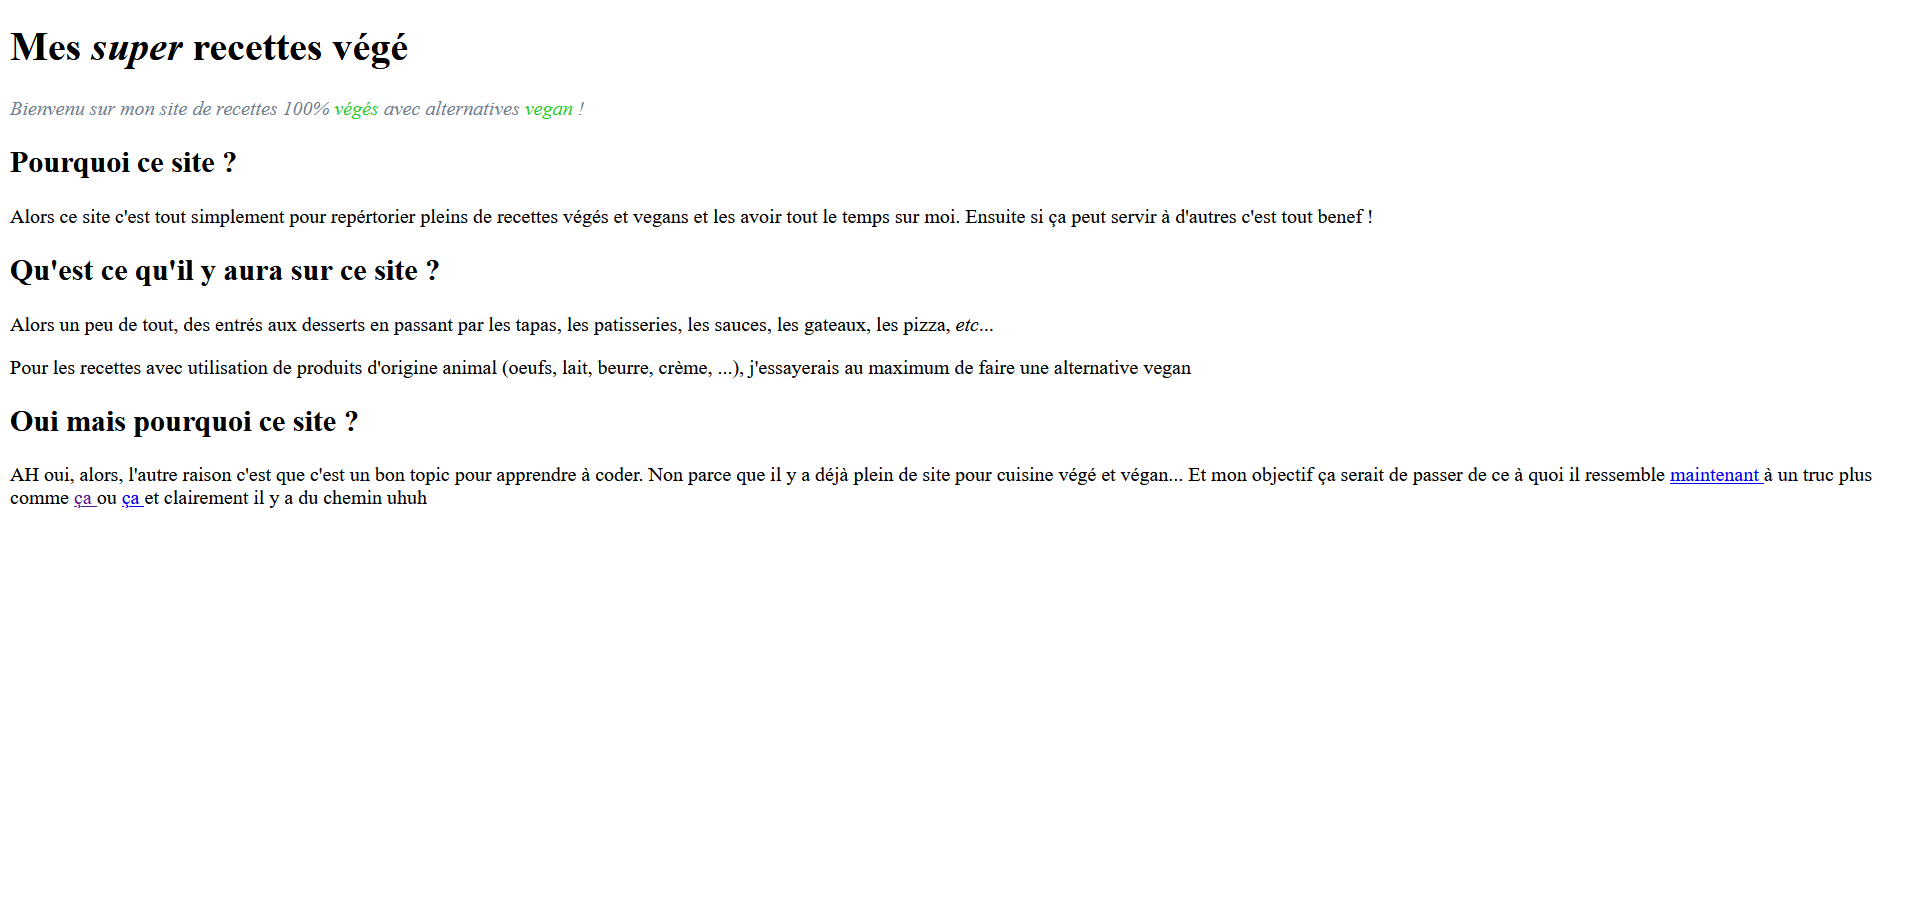 Mes super recettes végé
Bienvenu sur mon site de recettes 100% végés avec alternatives vegan !
Pourquoi ce site ?
Alors ce site c'est tout simplement pour repértorier pleins de recettes végés et vegans et les avoir tout le temps sur moi. Ensuite si ça peut servir à d'autres c'est tout benef !
Qu'est ce qu'il y aura sur ce site ?
Alors un peu de tout, des entrés aux desserts en passant par les tapas, les patisseries, les sauces, les gateaux, les pizza, etc...
Pour les recettes avec utilisation de produits d'origine animal (oeufs, lait, beurre, crème, ...), j'essayerais au maximum de faire une alternative vegan
Oui mais pourquoi ce site ?
AH oui, alors, l'autre raison c'est que c'est un bon topic pour apprendre à coder. Non parce que il y a déjà plein de site pour cuisine végé et végan... Et mon objectif ça serait de passer de ce à quoi il ressemble maintenant à un truc plus
comme ça ou ça et clairement il y a du chemin uhuh